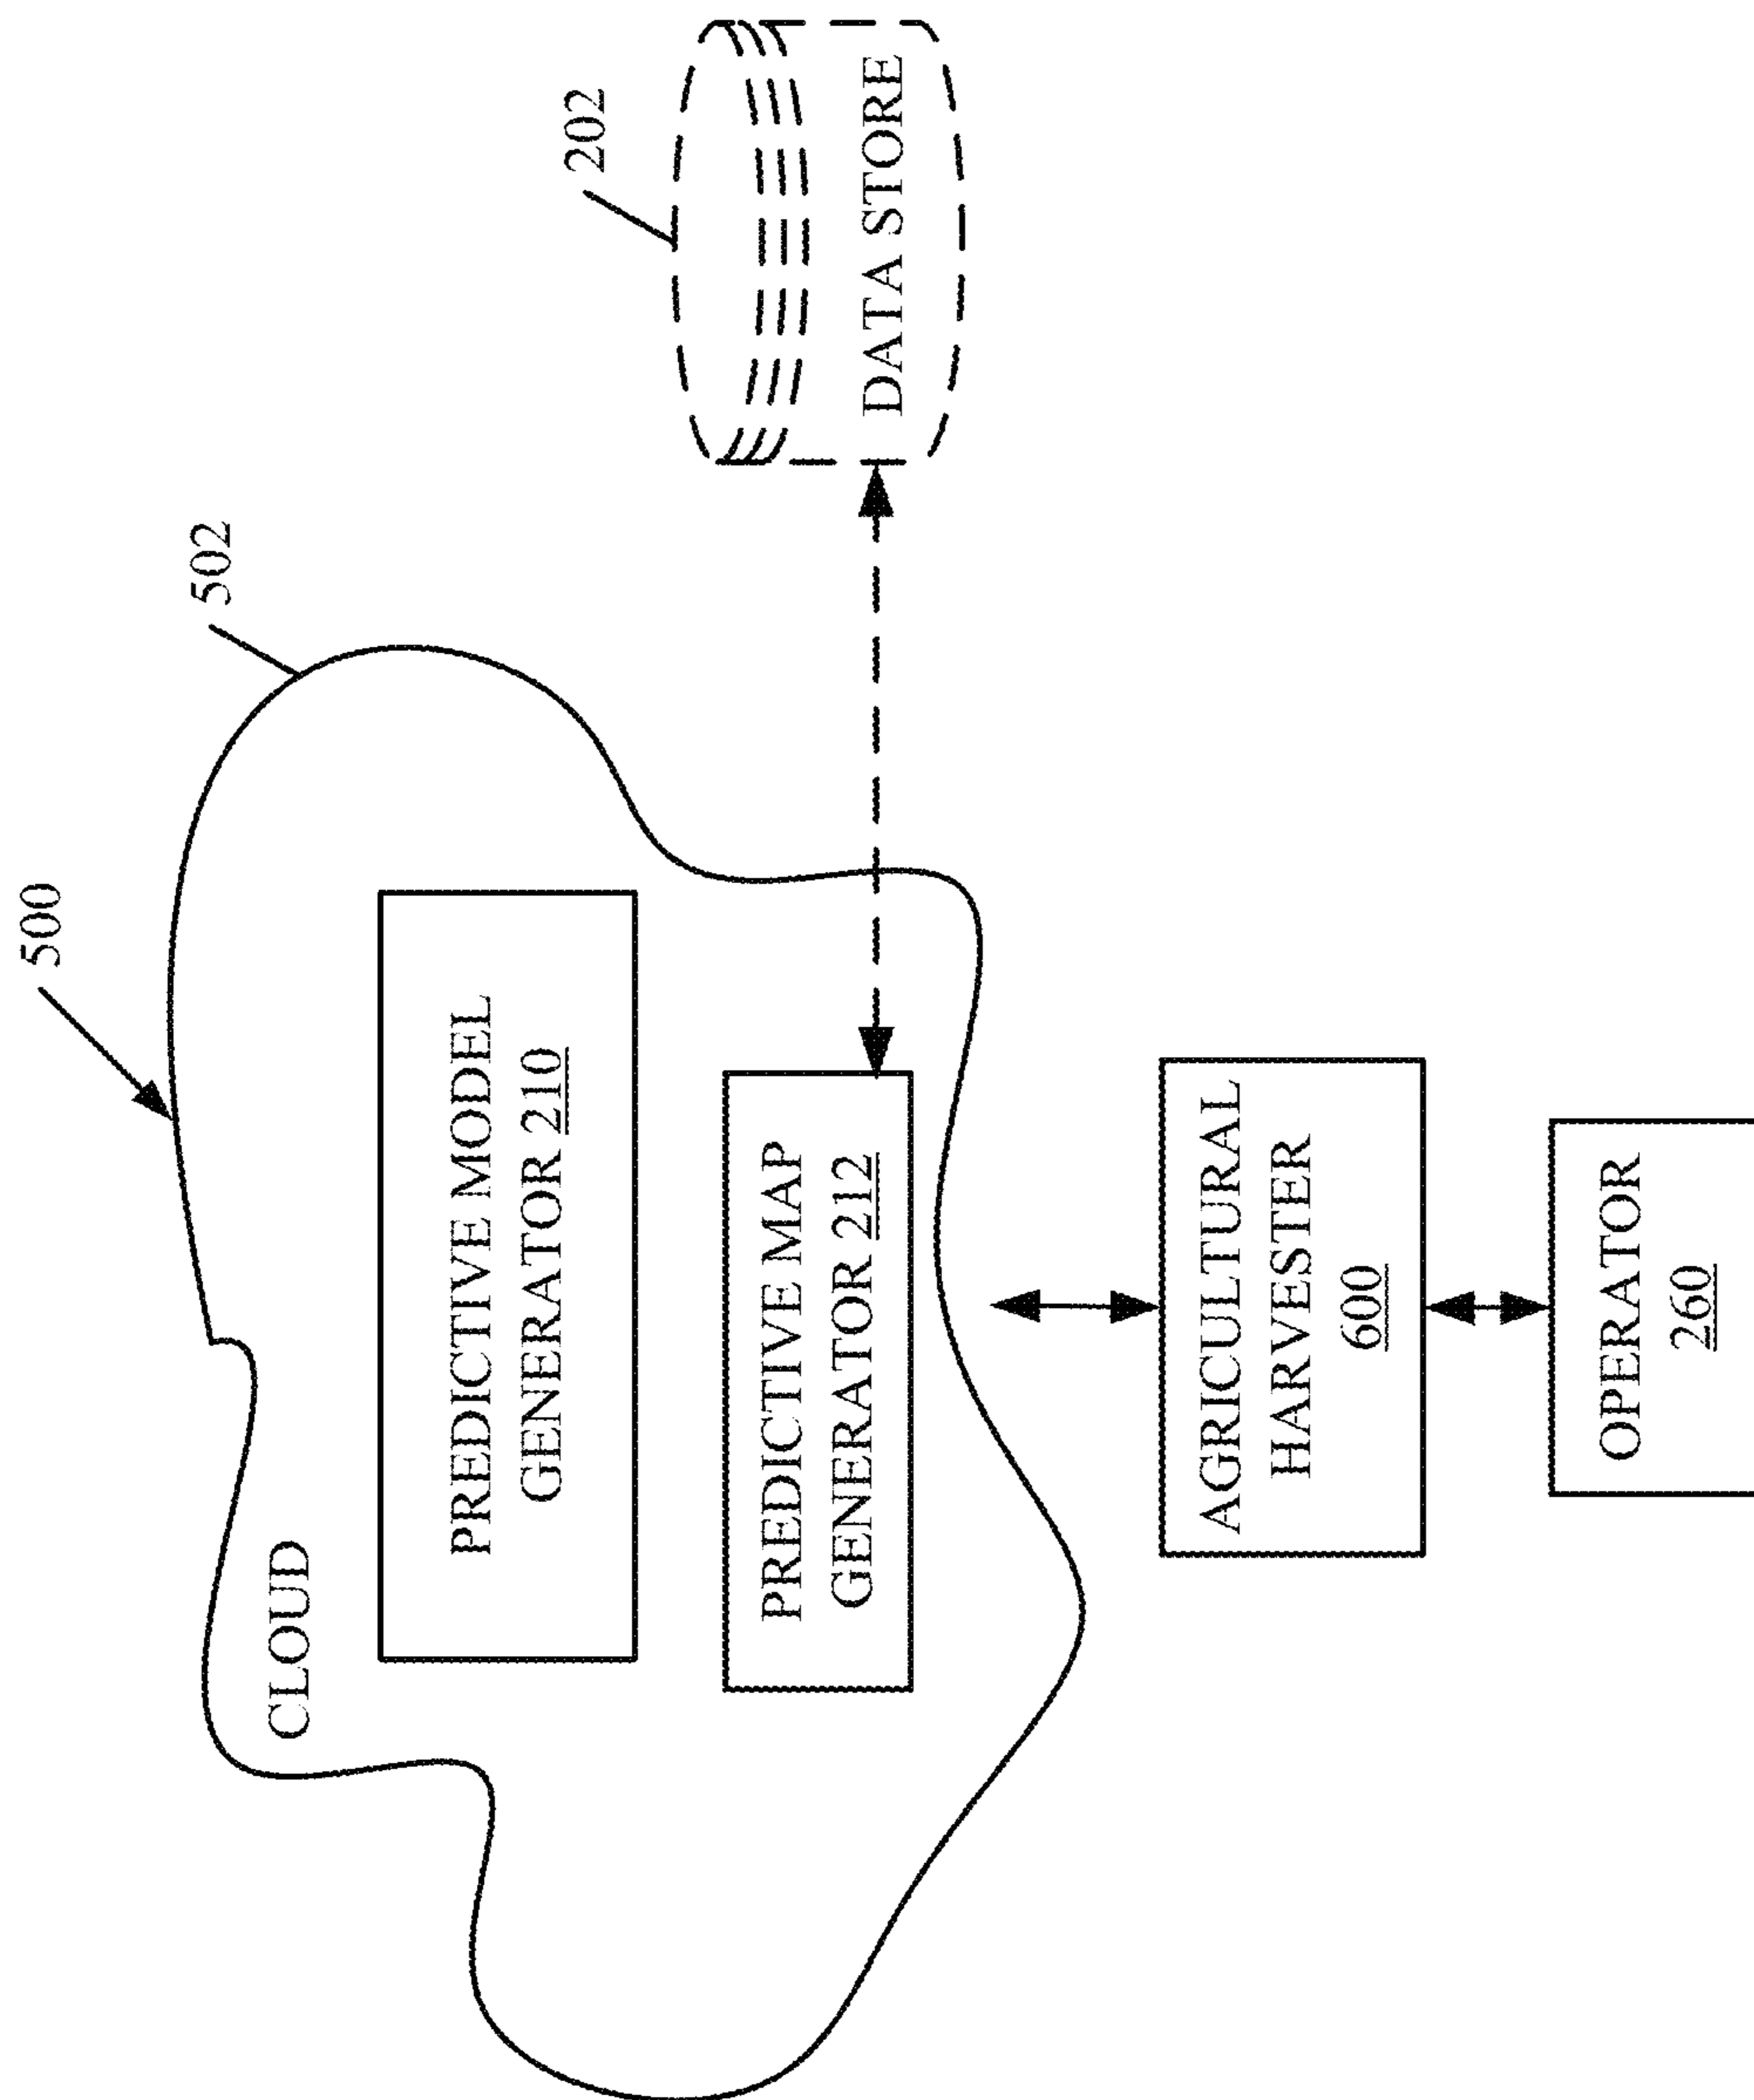 500
502
CLOUD
PREDICTIVE MODEL
GENERATOR 210
202
PREDICTIVE MAP
GENERATOR 212
DATA STORE
AGRICULTURAL
HARVESTER
600
OPERATOR
260